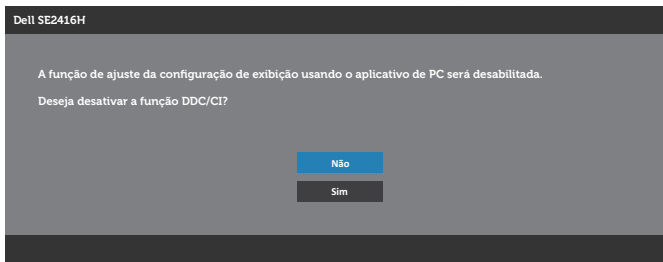 Dell SE2416H
A função de ajuste da configuração de exibição usando o aplicativo de PC será desabilitada.
Deseja desativar a função DDC/CI?
Não
Sim